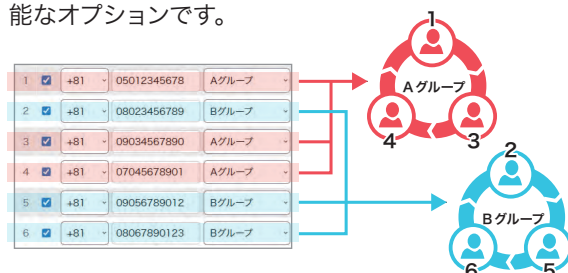 能なオプションです。
1 +81 05012345678 Aグループ
2 +81 08023456789 Bグループ
3 +81 09034567890 Aグループ
4 +81 07045678901 Aグループ
5 +81 09056789012 Bグループ
6 +81 08067890123 Bグループ
1
Aグループ
4 3
2
Bグループ
6 5